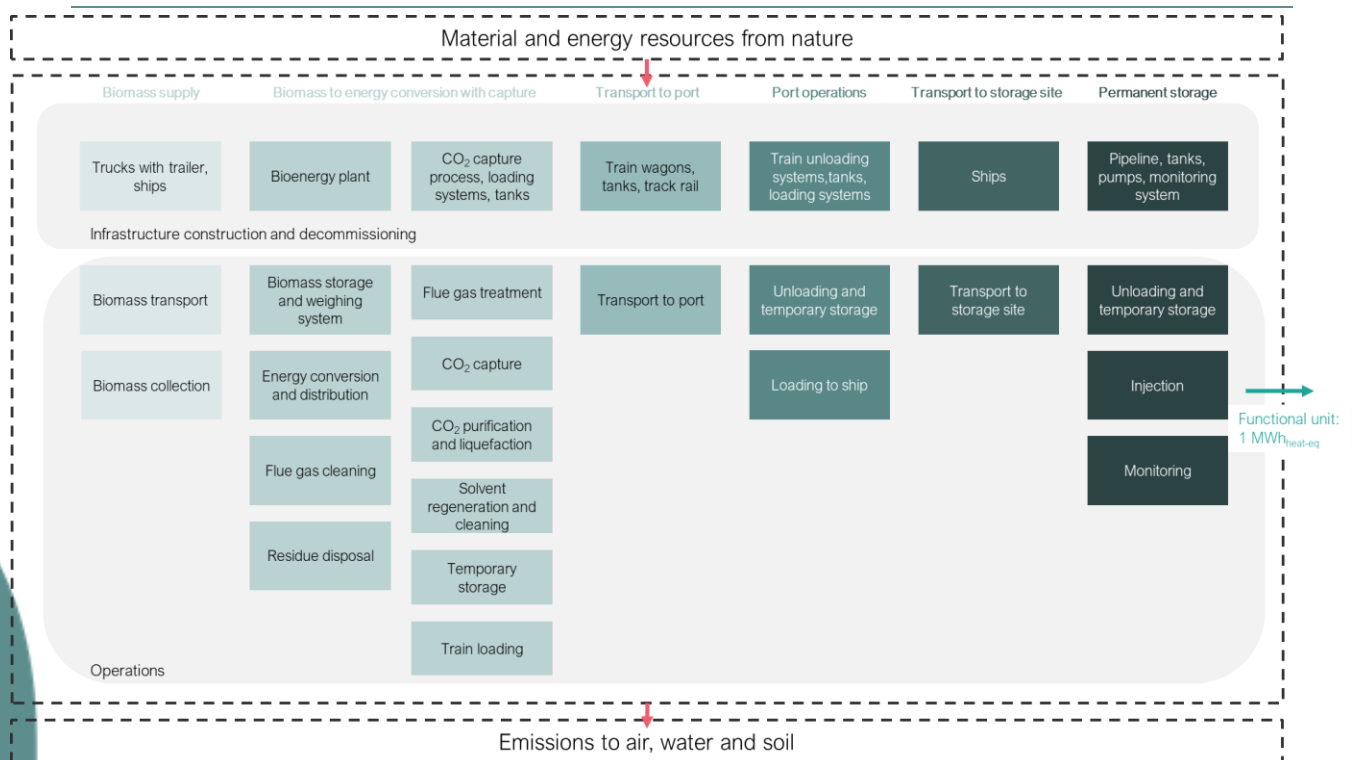 Material and energy resources from nature
Biomass supply
Biomass to energy conversion with capture
Transport to port
Port operations
Transport to storage site
Permanent storage
Trucks with trailer,
ships
Bioenergy plant
CO₂ capture
process, loading
systems, tanks
Train wagons,
tanks, track rail
Train unloading
systems,tanks,
loading systems
Ships
Pipeline, tanks,
pumps, monitoring
system
Infrastructure construction and decommissioning
Biomass transport
Biomass storage
and weighing
system
Flue gas treatment
Transport to port
Unloading and
temporary storage
Transport to
storage site
Unloading and
temporary storage
Biomass collection
Energy conversion
and distribution
CO₂ capture
Loading to ship
Injection
Functional unit:
1 MWh heat-eq
CO₂ purification
and liquefaction
Flue gas cleaning
Monitoring
Solvent
regeneration and
cleaning
Residue disposal
Temporary
storage
Train loading
Operations
Emissions to air, water and soil